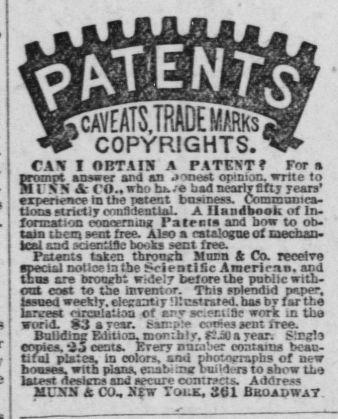 PATENTS
CAVEATS, TRADE MARKS
COPYRIGHTS.
CAN I OBTAIN A PATENT? For a
prompt answer and an honest opinion, write to
MUNN & CO., who have had nearly fifty years'
experience in the patent business. Communica-
tions strictly confidential. A Handbook of In-
formation concerning Patents and how to ob-
tain them sent free. Also a catalogue of mechan-
ical and scientific books sent free.
Patents taken through Munn & Co. receive
special notice in the Scientific American, and
thus are brought widely before the public with-
out cost to the inventor. This splendid paper,
issued weekly, elegantly illustrated, has by far the
largest circulation of any scientific work in the
world. $3 a year. Sample copies sent free.
Building Edition, monthly, $2.50 a year. Single
copies, 25 cents. Every number contains beau-
tiful plates, in colors, and photographs of new
houses, with plans, enabling builders to show the
latest designs and secure contracts. Address
MUNN & CO., NEW YORK, 361 BROADWAY.